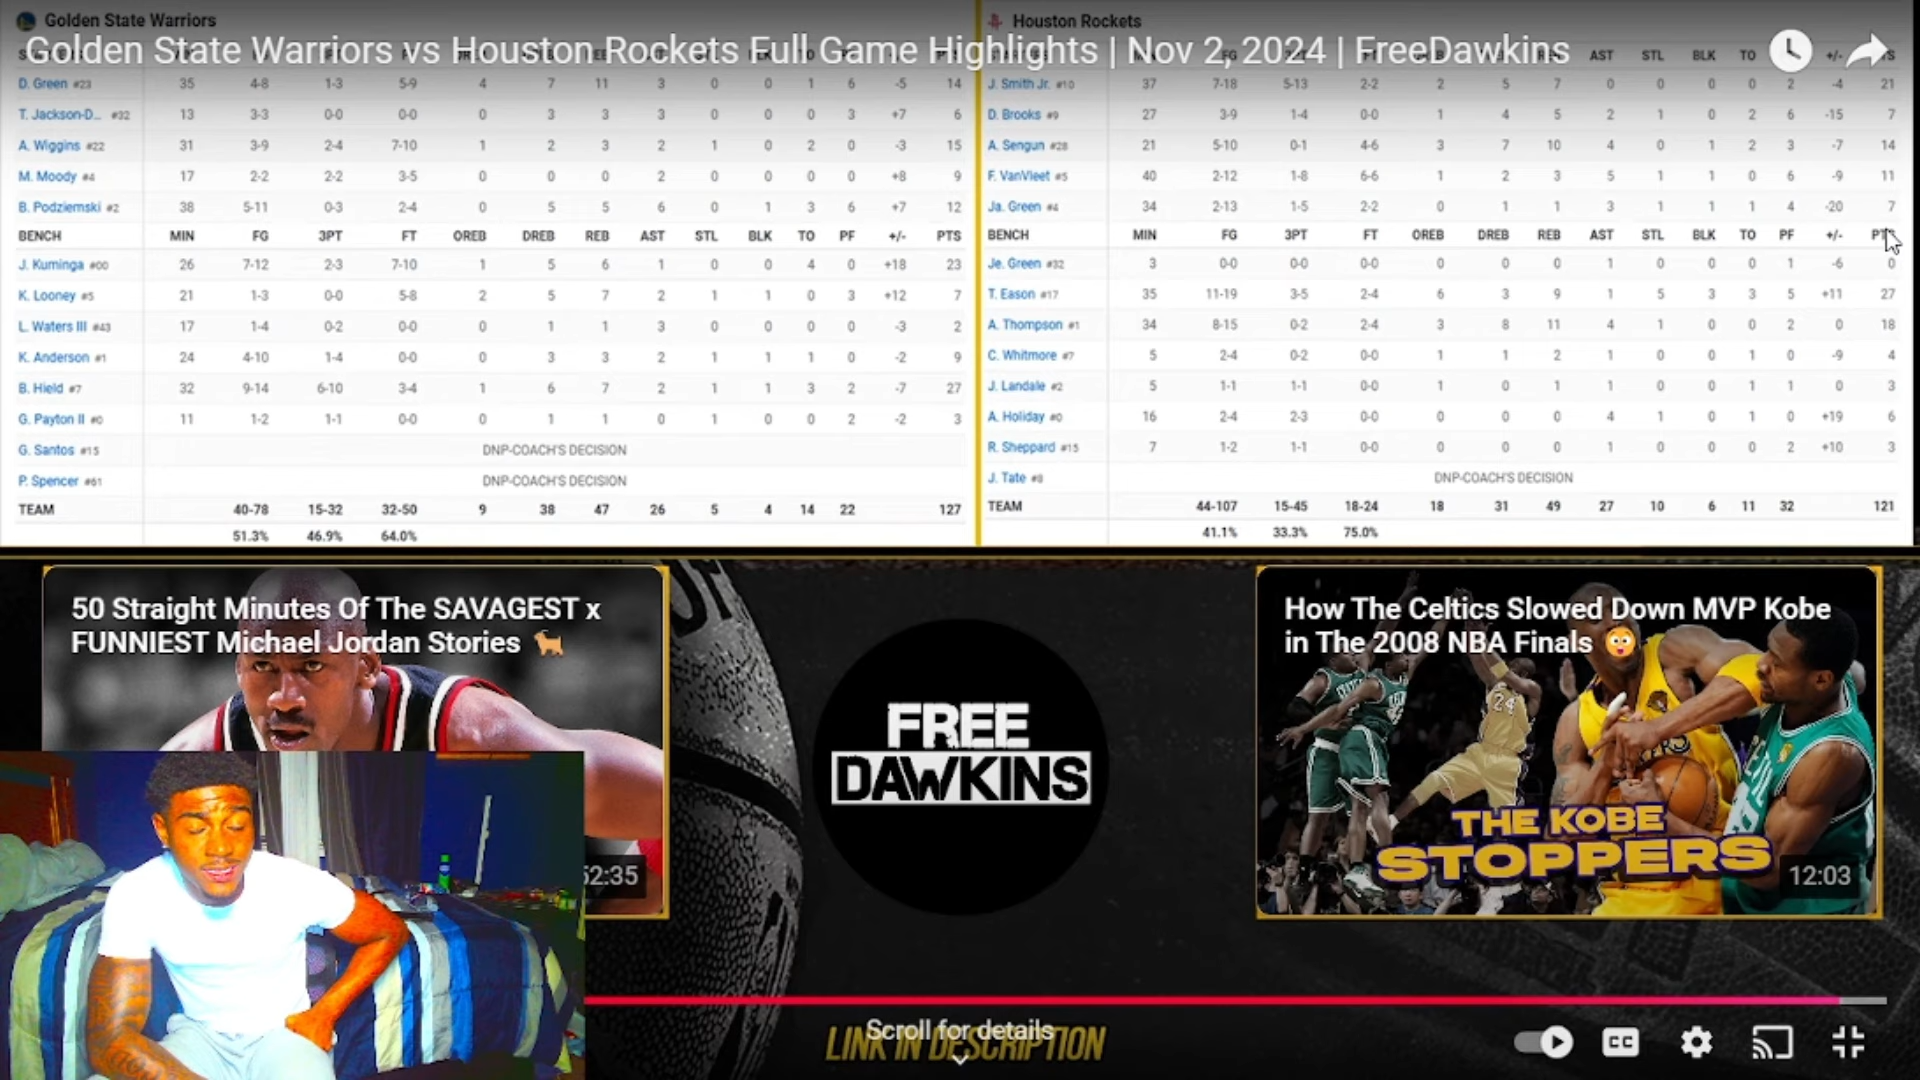 Golden State Warriors
Golden State Warriors vs Houston Rockets Full Game Highlights | Nov 2, 2024 | FreeDawkins
D. Green #23 35 4-8 1-3 5-9 4 7 11 3 0 0 1 6 -5 14
T. Jackson-D... #32 13 3-3 0-0 0-0 0 3 3 3 0 0 0 3 +7 6
A. Wiggins #22 31 3-9 2-4 7-10 1 2 3 2 1 0 2 0 -3 15
M. Moody #4 17 2-2 2-2 3-5 0 0 0 2 0 0 0 0 +8 9
B. Podziemski #2 38 5-11 0-3 2-4 0 5 5 6 0 1 3 6 +7 12
BENCH MIN FG 3PT FT OREB DREB REB AST STL BLK TO PF +/- PTS
J. Kuminga #00 26 7-12 2-3 7-10 1 5 6 1 0 0 4 0 +18 23
K. Looney #5 21 1-3 0-0 5-8 2 5 7 2 1 1 0 3 +12 7
L. Waters III #43 17 1-4 0-2 0-0 0 1 1 3 0 0 0 0 -3 2
K. Anderson #1 24 4-10 1-4 0-0 0 3 3 2 1 1 1 0 -2 9
B. Hield #7 32 9-14 6-10 3-4 1 6 7 2 1 1 3 2 -7 27
G. Payton II #0 11 1-2 1-1 0-0 0 1 1 0 1 0 0 2 -2 3
G. Santos #15 DNP-COACH'S DECISION
P. Spencer #61 DNP-COACH'S DECISION
TEAM 40-78 15-32 32-50 9 38 47 26 5 4 14 22 127
51.3% 46.9% 64.0%
Houston Rockets
AST STL BLK TO +/-
J. Smith Jr. #10 37 7-18 5-13 2-2 2 5 7 0 0 0 0 2 -4 21
D. Brooks #9 27 3-9 1-4 0-0 1 4 5 2 1 0 2 6 -15 7
A. Sengun #28 21 5-10 0-1 4-6 3 7 10 4 0 1 2 3 -7 14
F. VanVleet #5 40 2-12 1-8 6-6 1 2 3 5 1 1 0 6 -9 11
Ja. Green #4 34 2-13 1-5 2-2 0 1 1 3 1 1 1 4 -20 7
BENCH MIN FG 3PT FT OREB DREB REB AST STL BLK TO PF +/-
Je. Green #32 3 0-0 0-0 0-0 0 0 0 1 0 0 0 1 -6 0
T. Eason #17 35 11-19 3-5 2-4 6 3 9 1 5 3 3 5 +11 27
A. Thompson #1 34 8-15 0-2 2-4 3 8 11 4 1 0 0 2 0 18
C. Whitmore #7 5 2-4 0-2 0-0 1 1 2 1 0 0 1 0 -9 4
J. Landale #2 5 1-1 1-1 0-0 1 0 1 1 0 0 1 1 0 3
A. Holiday #0 16 2-4 2-3 0-0 0 0 0 4 1 0 1 0 +19 6
R. Sheppard #15 7 1-2 1-1 0-0 0 0 0 1 0 0 0 2 +10 3
J. Tate #8 DNP-COACH'S DECISION
TEAM 44-107 15-45 18-24 18 31 49 27 10 6 11 32 121
41.1% 33.3% 75.0%
50 Straight Minutes Of The SAVAGEST x
FUNNIEST Michael Jordan Stories
52:35
FREE
DAWKINS
How The Celtics Slowed Down MVP Kobe
in The 2008 NBA Finals
24
THE KOBE
STOPPERS
12:03
Scroll for details
LINK IN DESCRIPTION
CC